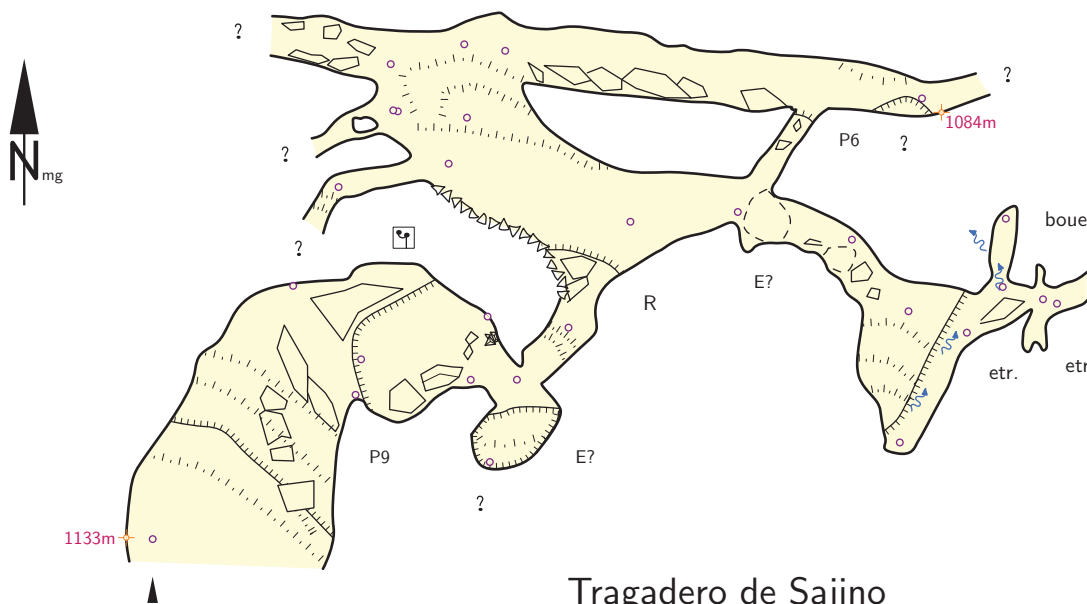 ?
?
1084m
P6
?
?
N mg
boue
?
E?
R
etr.
etr
P9
E?
?
1133m
Tragadero de Sajino